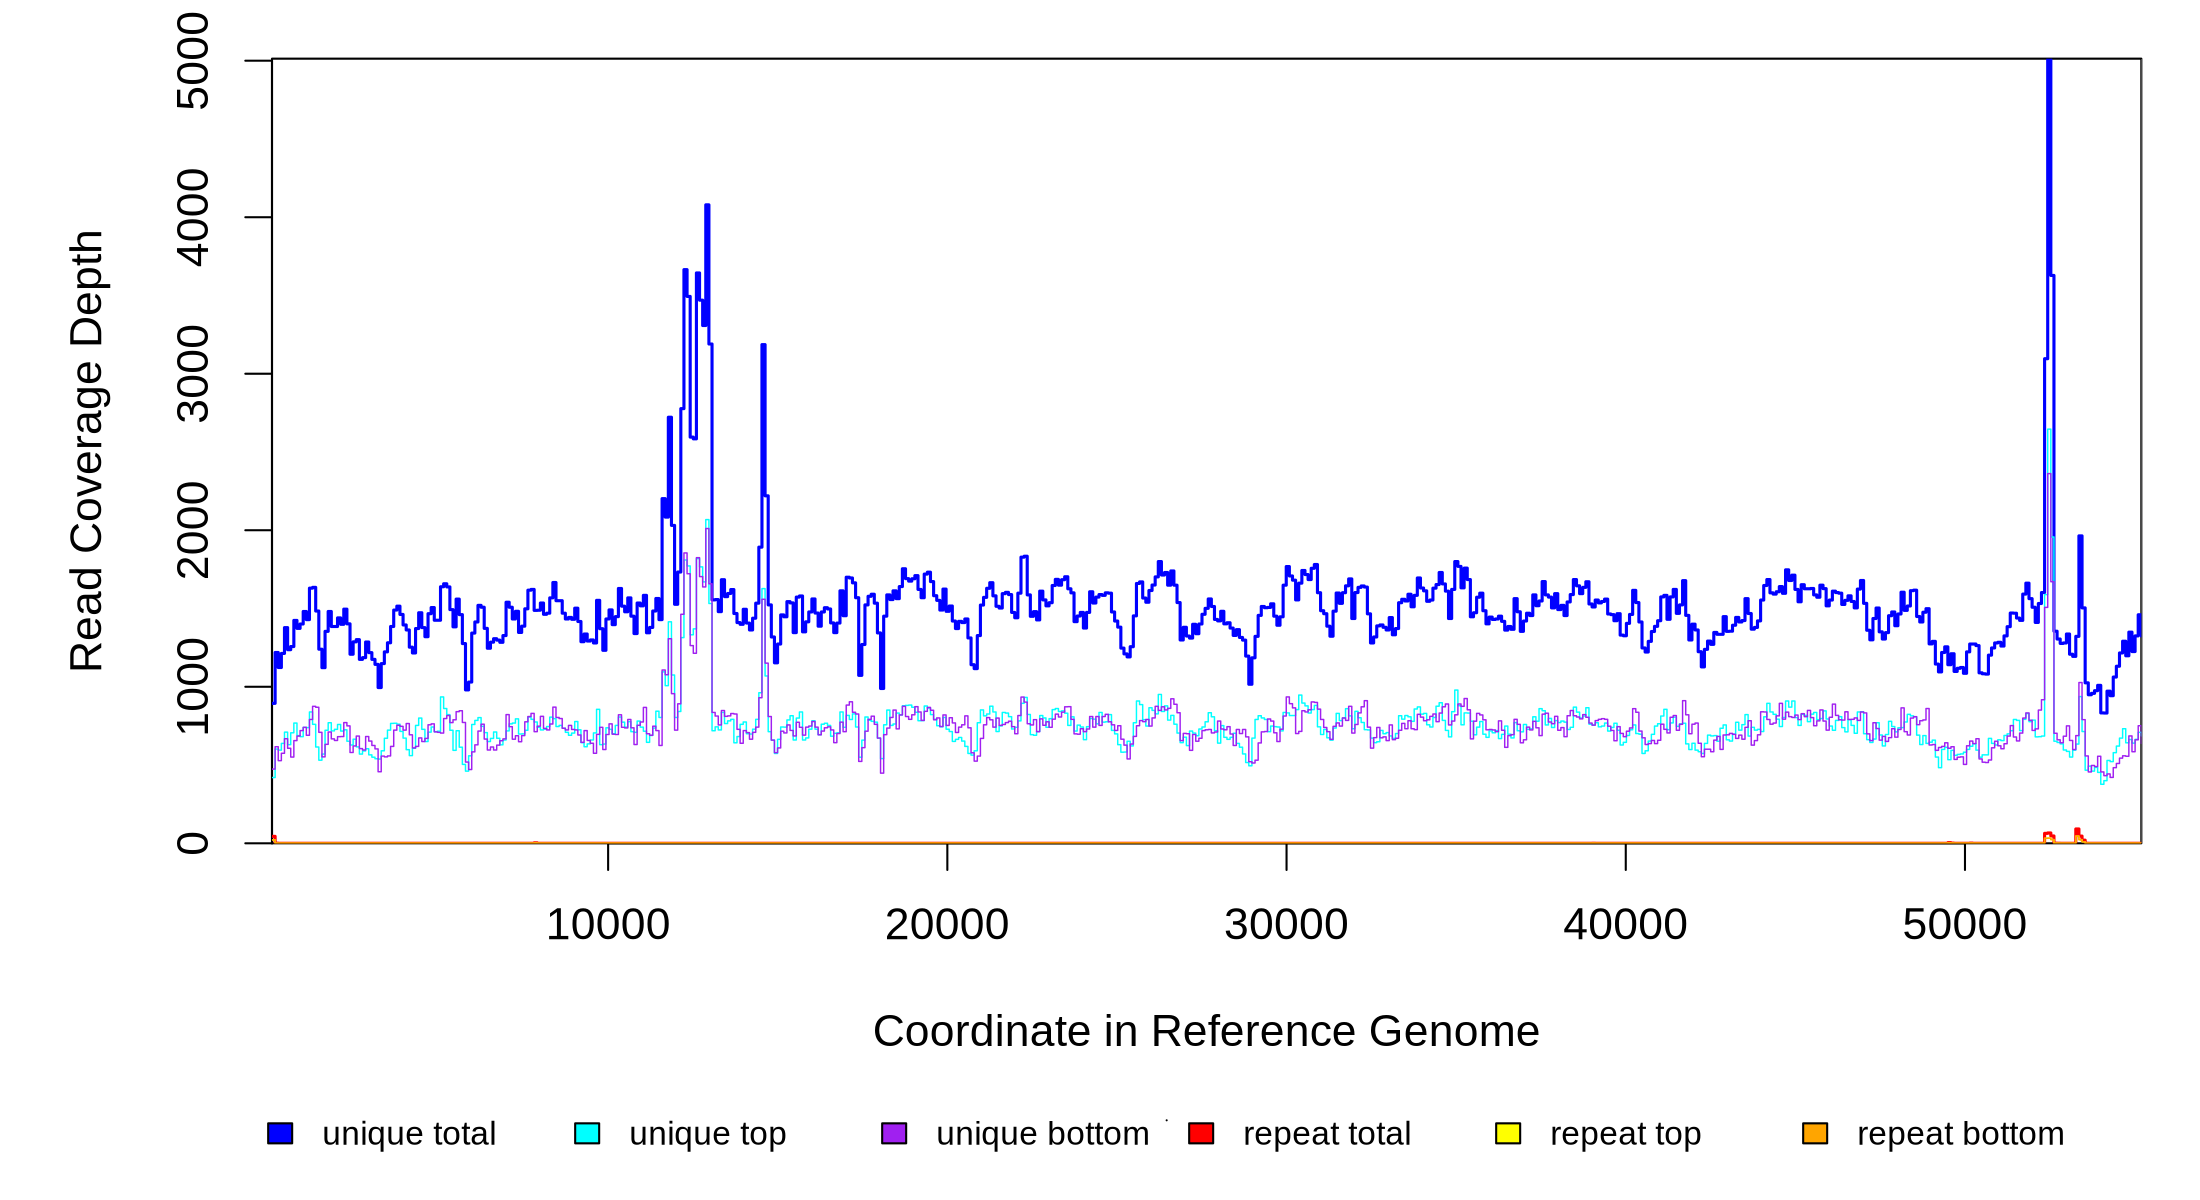 Read Coverage Depth
5000
4000
3000
2000
1000
0
10000 20000 30000 40000 50000
Coordinate in Reference Genome
unique total unique top unique bottom repeat total repeat top repeat bottom